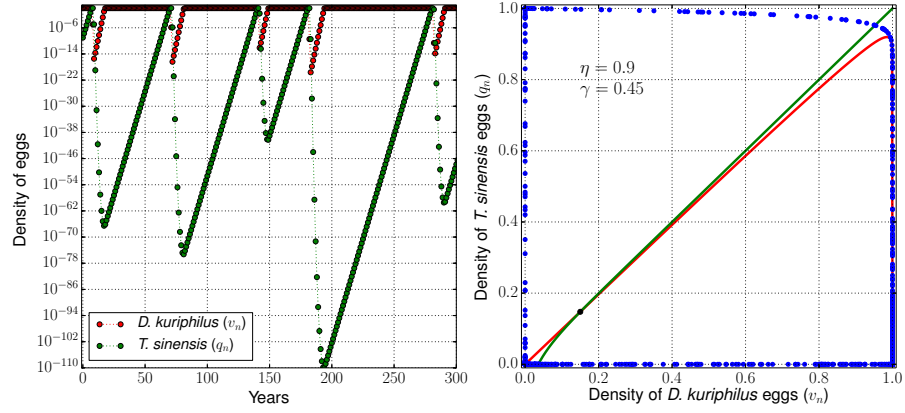 10^−6
10^−14
10^−22
10^−30
10^−38
10^−46
10^−54
10^−62
10^−70
10^−78
10^−86
10^−94
10^−102
10^−110
Density of eggs
D. kuriphilus (v_n)
T. sinensis (q_n)
0 50 100 150 200 250 300
Years
1.0
0.8
0.6
0.4
0.2
0.0
Density of T. sinensis eggs (q_n)
η = 0.9
γ = 0.45
0.0 0.2 0.4 0.6 0.8 1.0
Density of D. kuriphilus eggs (v_n)